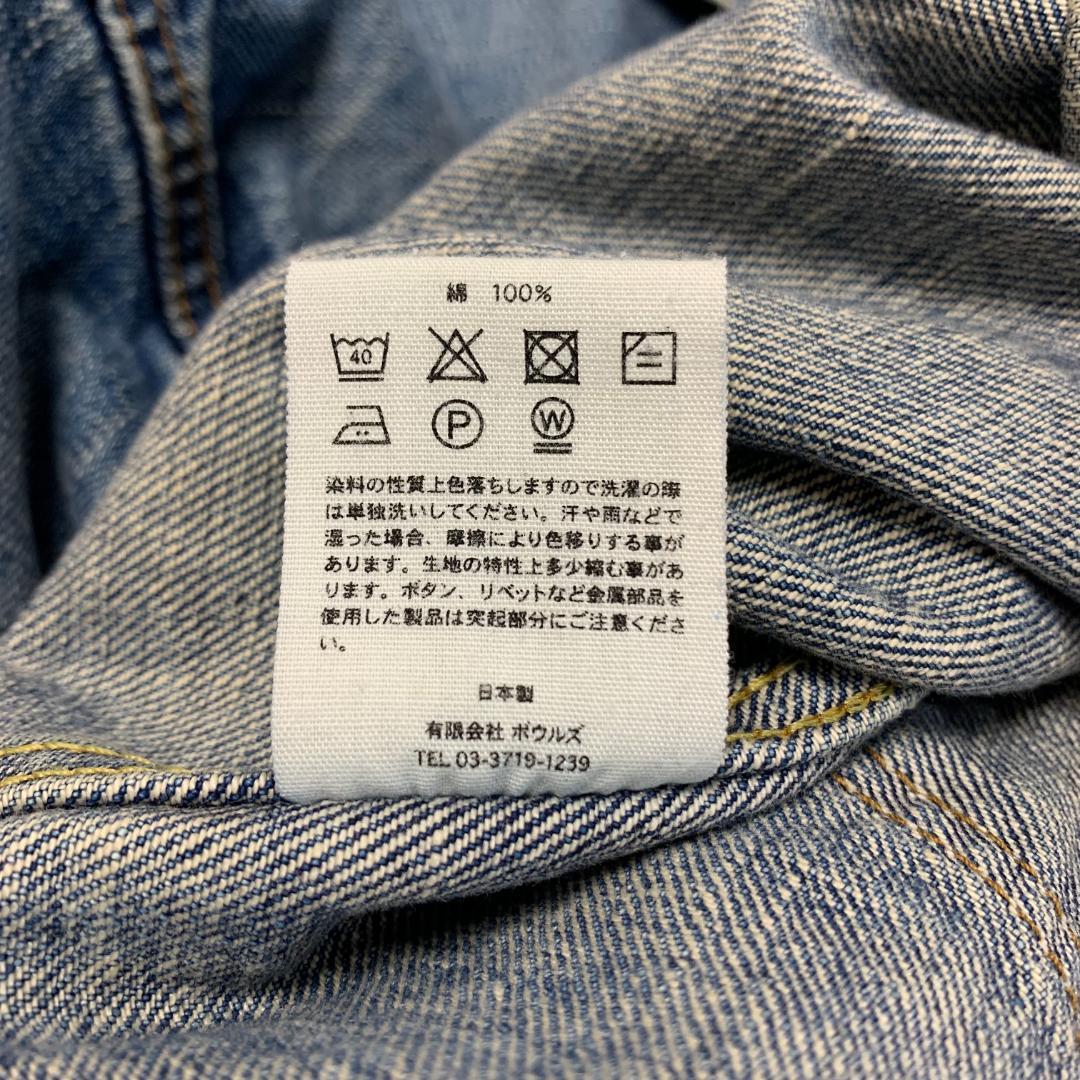 綿 100%
40
P W
染料の性質上色落ちしますので洗濯の際
は単独洗いしてください。汗や雨などで
湿った場合、摩擦により色移りする事が
あります。生地の特性上多少縮む事があ
ります。ボタン、リベットなど金属部品を
使用した製品は突起部分にご注意くださ
い。
日本製
有限会社 ボウルズ
TEL 03-3719-1239